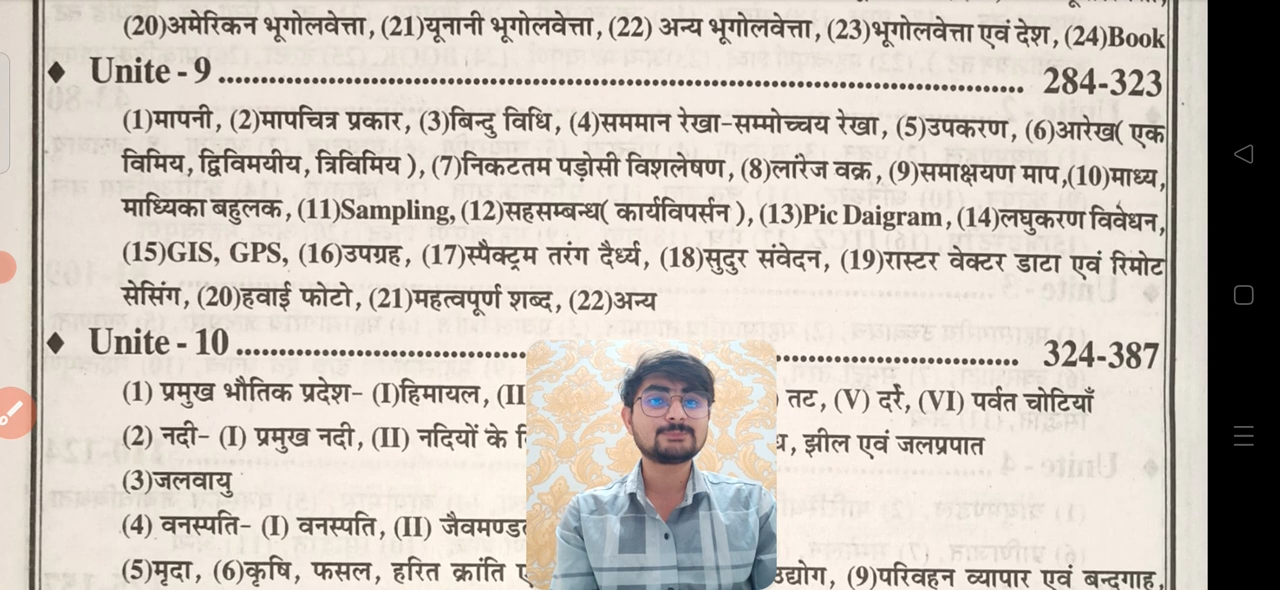 (20)अमेरिकन भूगोलवेत्ता, (21)यूनानी भूगोलवेत्ता, (22) अन्य भूगोलवेत्ता, (23)भूगोलवेत्ता एवं देश, (24)Book
♦ Unite - 9 ........................ 284-323
(1)मापनी, (2)मापचित्र प्रकार, (3)बिन्दु विधि, (4)सममान रेखा-सम्मोच्चय रेखा, (5)उपकरण, (6)आरेख( एक
विमिय, द्विविमयीय, त्रिविमिय ), (7)निकटतम पड़ोसी विशलेषण, (8)लारेंज वक्र, (9)समाक्षयण माप,(10)माध्य,
माध्यिका बहुलक, (11)Sampling, (12)सहसम्बन्ध( कार्यविपर्सन ), (13)Pic Daigram, (14)लघुकरण विवेधन,
(15)GIS, GPS, (16)उपग्रह, (17)स्पैक्ट्रम तरंग दैर्ध्य, (18)सुदुर संवेदन, (19)रास्टर वेक्टर डाटा एवं रिमोट
सेसिंग, (20)हवाई फोटो, (21)महत्वपूर्ण शब्द, (22)अन्य
♦ Unite - 10 ........................ 324-387
(1) प्रमुख भौतिक प्रदेश- (I)हिमायल, (II तट, (V) दर्रे, (VI) पर्वत चोटियाँ
(2) नदी- (I) प्रमुख नदी, (II) नदियों के झील एवं जलप्रपात
(3)जलवायु
(4) वनस्पति- (I) वनस्पति, (II)
(5)मृदा, (6)कृषि, फसल, हरित क्रांति उद्योग, (9)परिवहन व्यापार एवं बन्दगाह,